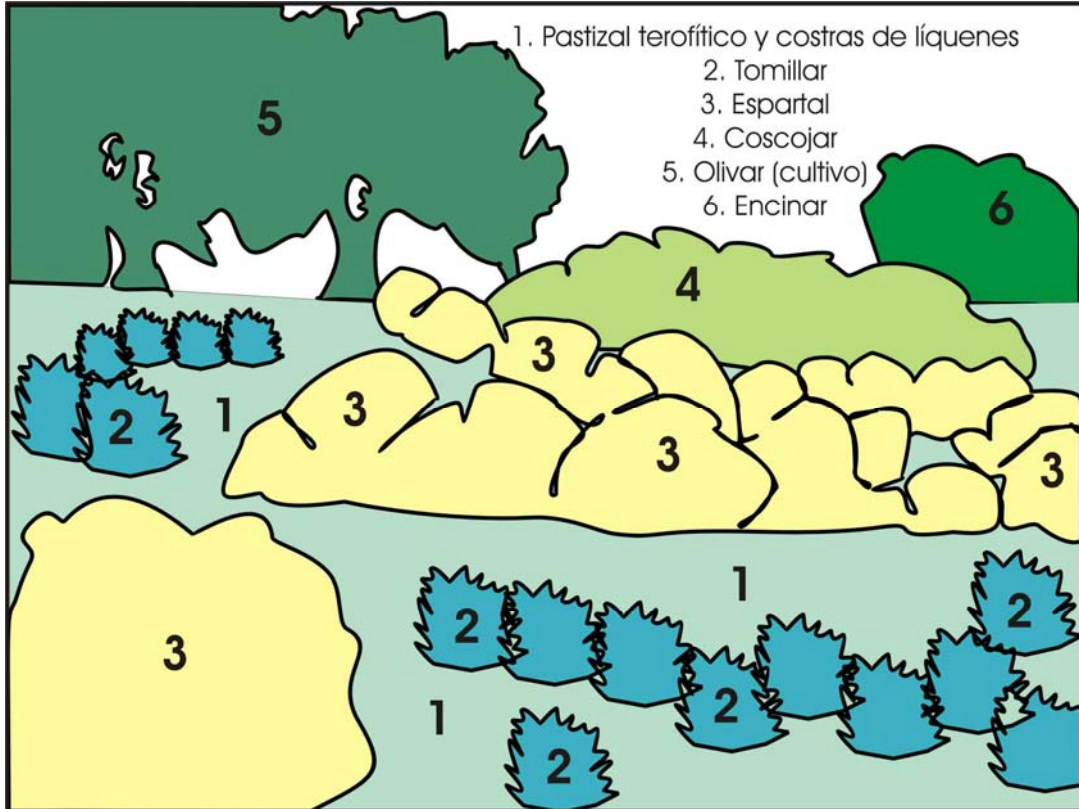 1. Pastizal terofítico y costras de líquenes
2. Tomillar
3. Espartal
4. Coscojar
5. Olivar (cultivo)
6. Encinar
5
6
4
3
3
2
1
3
3
1
2
2
3
1
2
2